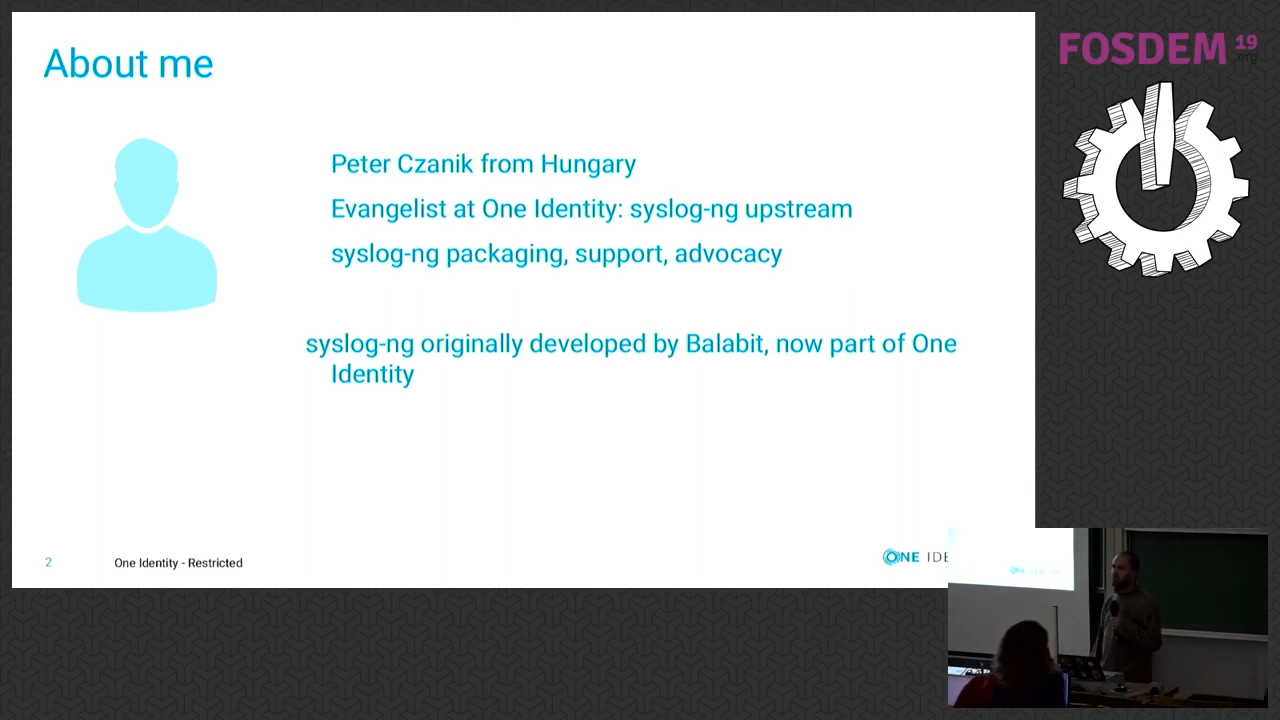 About me
Peter Czanik from Hungary
Evangelist at One Identity: syslog-ng upstream
syslog-ng packaging, support, advocacy
syslog-ng originally developed by Balabit, now part of One
Identity
2
One Identity - Restricted
ONE IDE
FOSDEM 19
.org